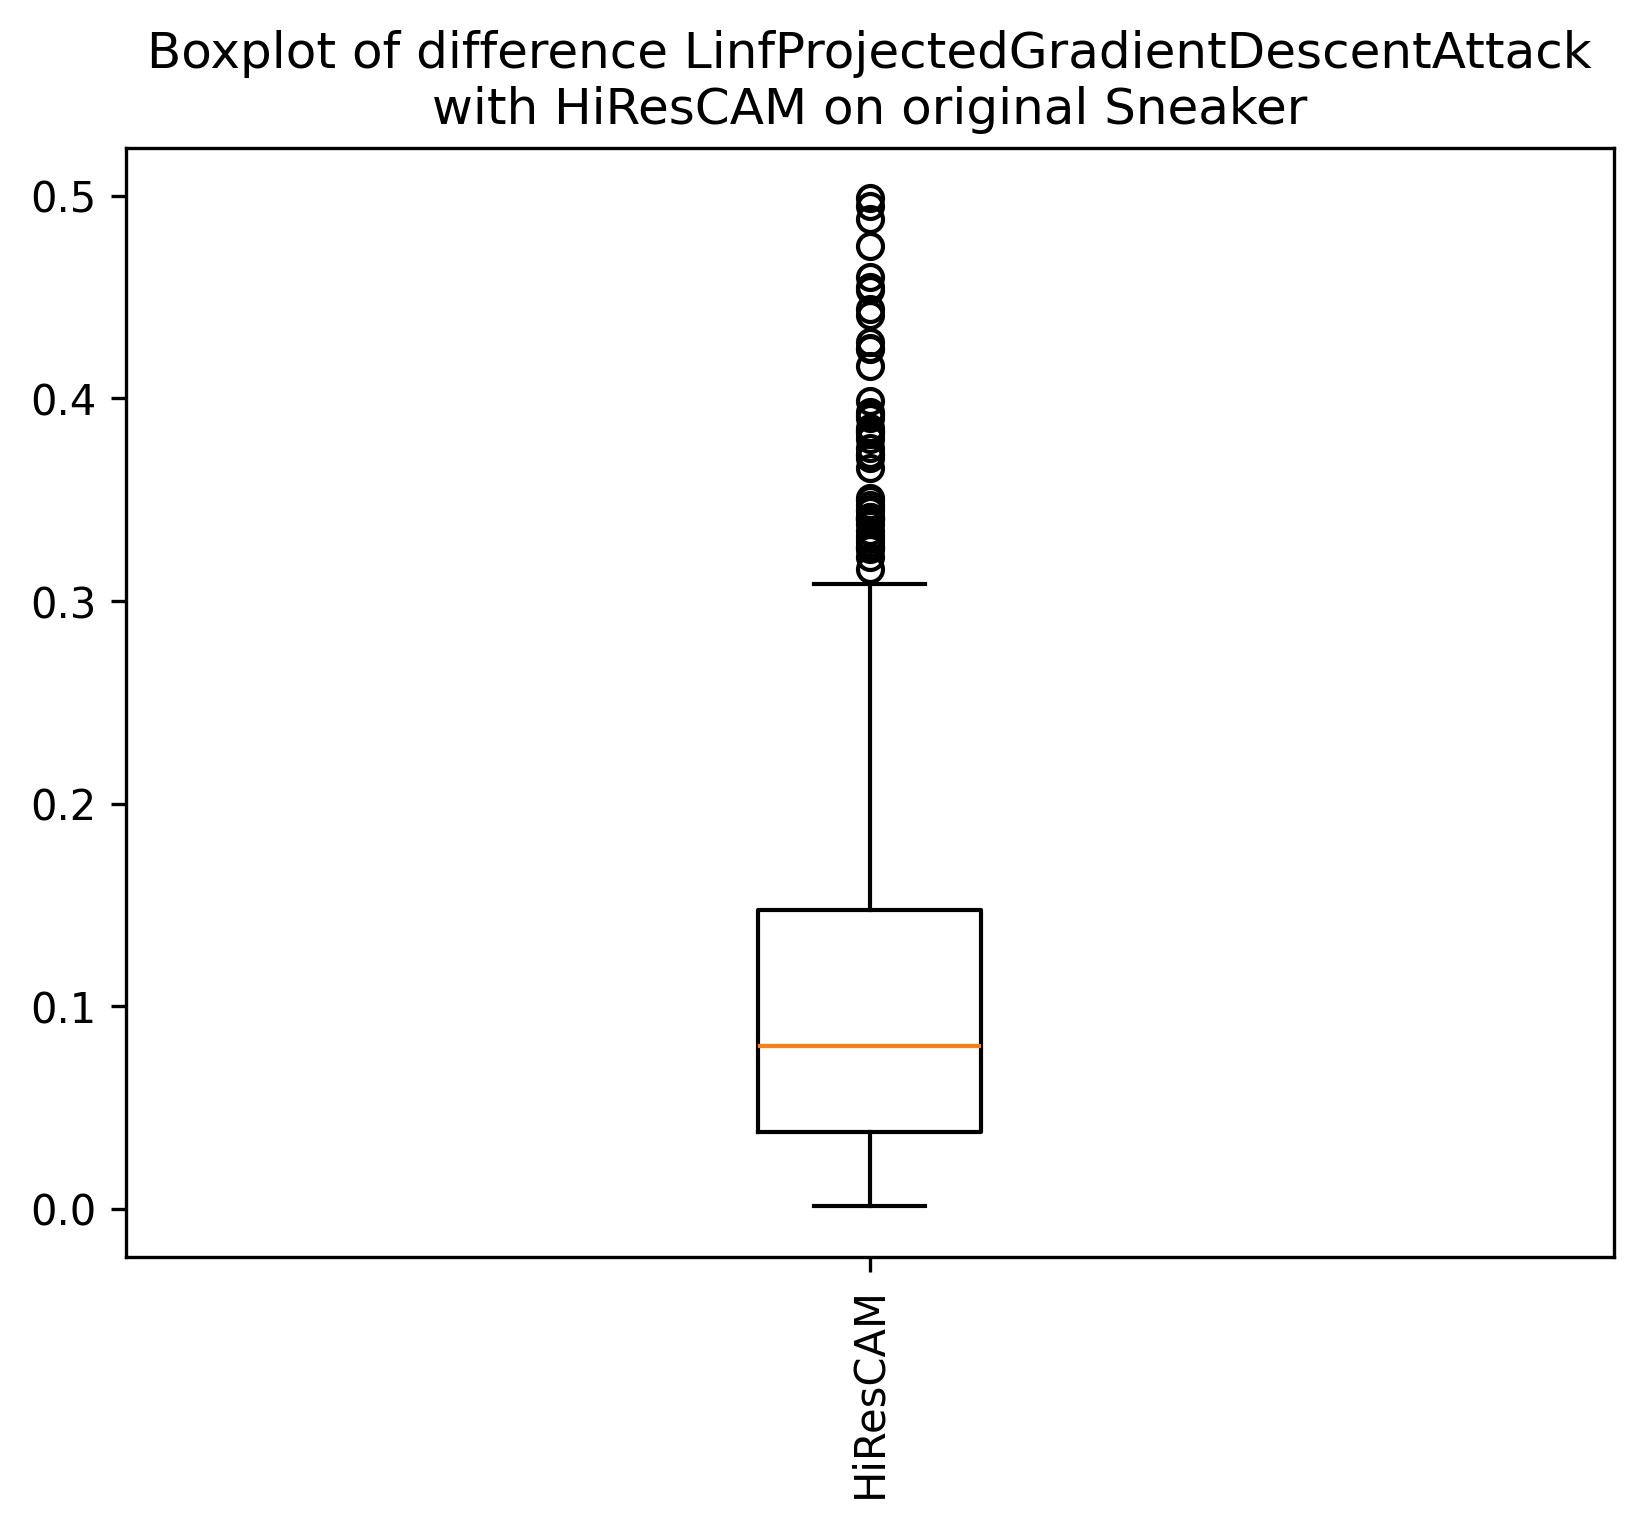 Boxplot of difference LinfProjectedGradientDescentAttack
with HiResCAM on original Sneaker
0.5
0.4
0.3
0.2
0.1
0.0
HiResCAM